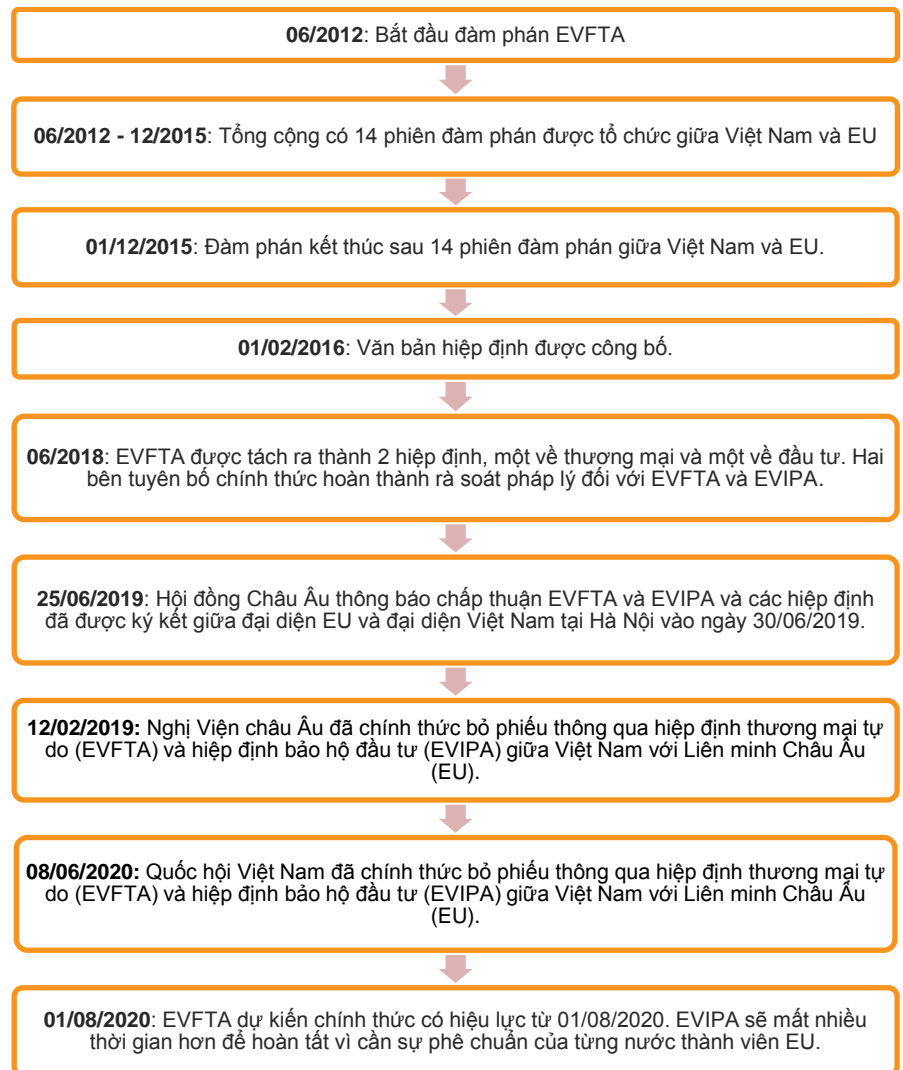 06/2012: Bắt đầu đàm phán EVFTA
06/2012 - 12/2015: Tổng cộng có 14 phiên đàm phán được tổ chức giữa Việt Nam và EU
01/12/2015: Đàm phán kết thúc sau 14 phiên đàm phán giữa Việt Nam và EU.
01/02/2016: Văn bản hiệp định được công bố.
06/2018: EVFTA được tách ra thành 2 hiệp định, một về thương mại và một về đầu tư. Hai
bên tuyên bố chính thức hoàn thành rà soát pháp lý đối với EVFTA và EVIPA.
25/06/2019: Hội đồng Châu Âu thông báo chấp thuận EVFTA và EVIPA và các hiệp định
đã được ký kết giữa đại diện EU và đại diện Việt Nam tại Hà Nội vào ngày 30/06/2019.
12/02/2019: Nghị Viện châu Âu đã chính thức bỏ phiếu thông qua hiệp định thương mại tự
do (EVFTA) và hiệp định bảo hộ đầu tư (EVIPA) giữa Việt Nam với Liên minh Châu Âu
(EU).
08/06/2020: Quốc hội Việt Nam đã chính thức bỏ phiếu thông qua hiệp định thương mại tự
do (EVFTA) và hiệp định bảo hộ đầu tư (EVIPA) giữa Việt Nam với Liên minh Châu Âu
(EU).
01/08/2020: EVFTA dự kiến chính thức có hiệu lực từ 01/08/2020. EVIPA sẽ mất nhiều
thời gian hơn để hoàn tất vì cần sự phê chuẩn của từng nước thành viên EU.